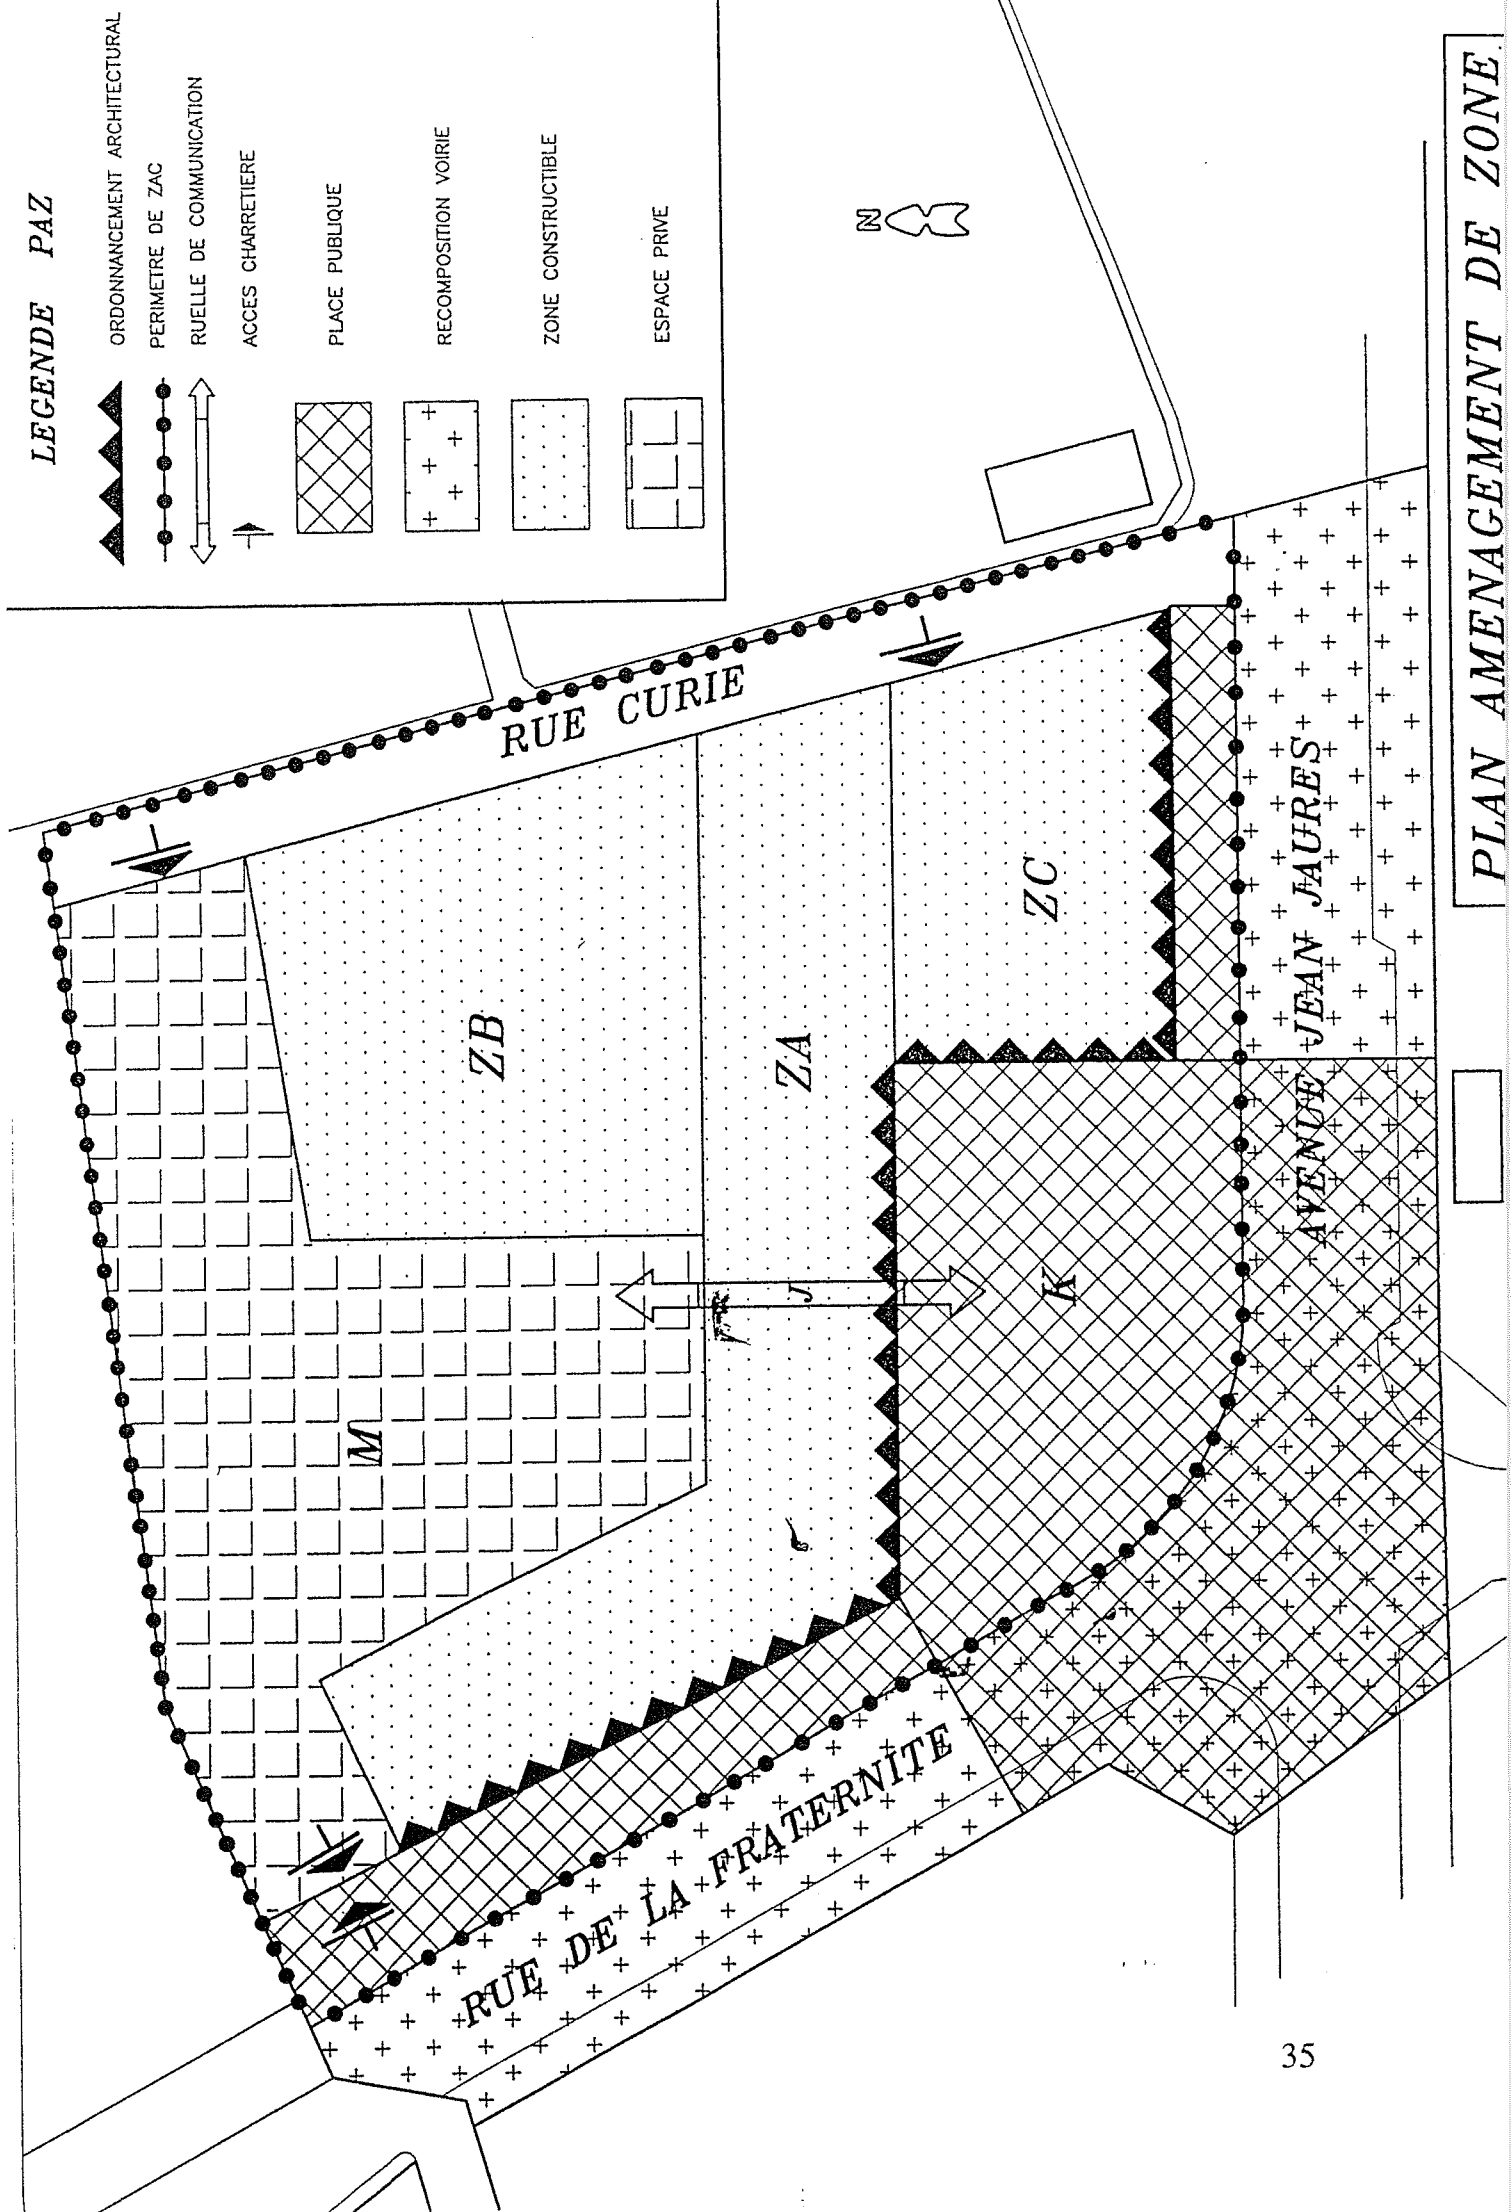 LEGENDE PAZ
ORDONNANCEMENT ARCHITECTURAL
PERIMETRE DE ZAC
RUELLE DE COMMUNICATION
ACCES CHARRETIERE
PLACE PUBLIQUE
RECOMPOSITION VOIRIE
ZONE CONSTRUCTIBLE
ESPACE PRIVE
N
RUE CURIE
ZB
ZA
ZC
M
J
K
AVENUE JEAN JAURES
RUE DE LA FRATERNITE
PLAN AMENAGEMENT DE ZONE
35